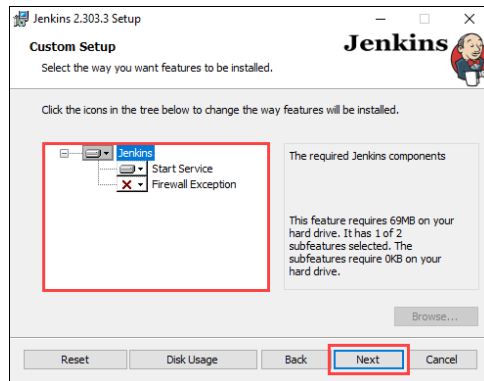 Jenkins 2.303.3 Setup
Custom Setup
Jenkins
Select the way you want features to be installed.
Click the icons in the tree below to change the way features will be installed.
Jenkins
Start Service
Firewall Exception
The required Jenkins components
This feature requires 69MB on your
hard drive. It has 1 of 2
subfeatures selected. The
subfeatures require 0KB on your
hard drive.
Browse...
Reset
Disk Usage
Back
Next
Cancel